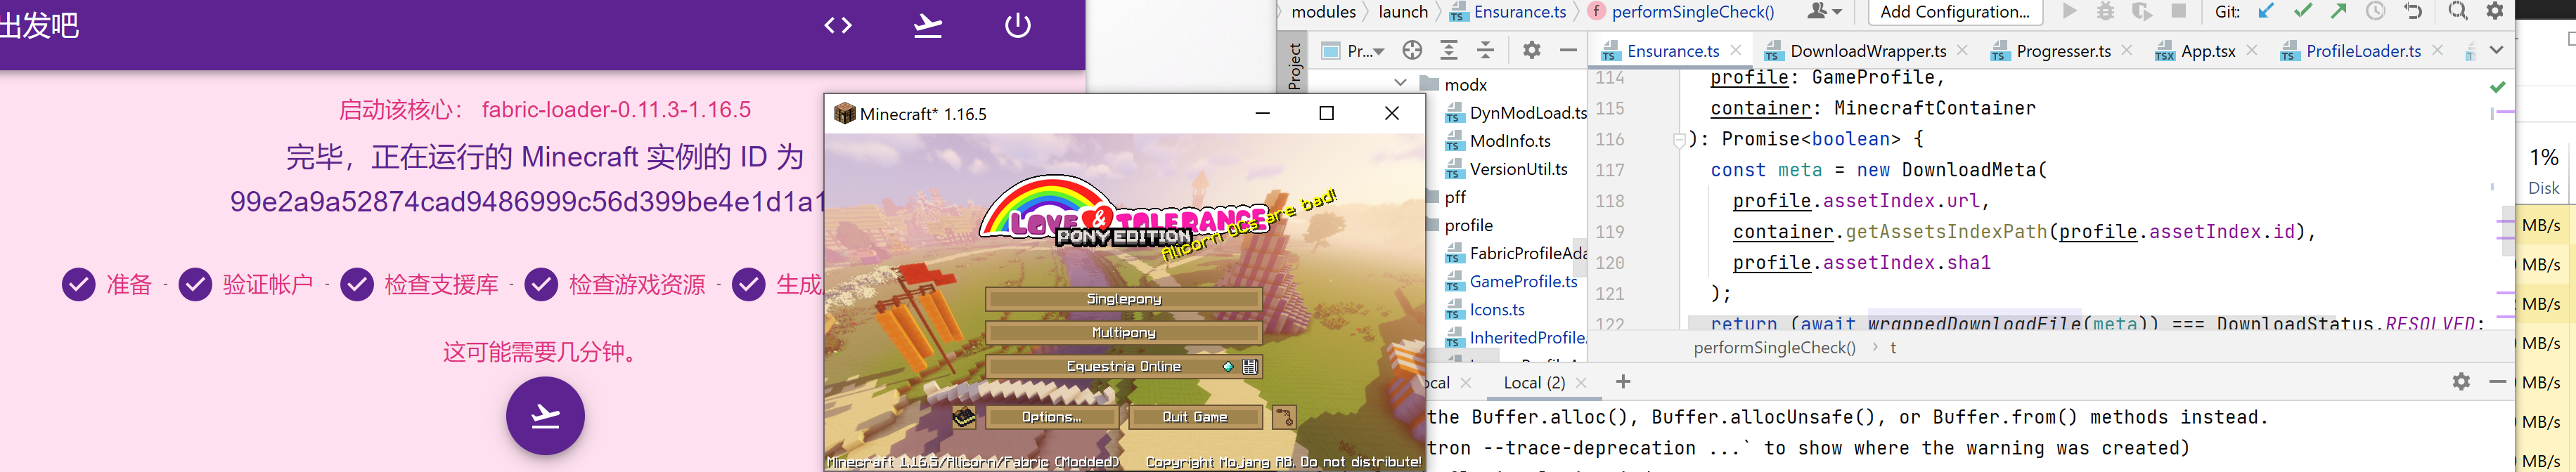 出发吧
启动该核心： fabric-loader-0.11.3-1.16.5
完毕，正在运行的 Minecraft 实例的 ID 为
99e2a9a52874cad9486999c56d399be4e1d1a1
准备 - 验证帐户 - 检查支援库 - 检查游戏资源 - 生成
这可能需要几分钟。
Minecraft* 1.16.5
LOVE & TOLERANCE
PONY EDITION
Alicorn GCs are bad!
Singlepony
Multipony
Equestria Online
Options...
Quit Game
Minecraft 1.16.5/Alicorn/Fabric (Modded)
Copyright Mojang AB. Do not distribute!
modules
launch
Ensurance.ts
f performSingleCheck()
Add Configuration...
Git:
Project
Pr...
Ensurance.ts
DownloadWrapper.ts
Progresser.ts
App.tsx
ProfileLoader.ts
modx
DynModLoad.ts
ModInfo.ts
VersionUtil.ts
pff
profile
FabricProfileAda
GameProfile.ts
Icons.ts
InheritedProfile.
114 profile: GameProfile,
115 container: MinecraftContainer
116 ): Promise<boolean> {
117 const meta = new DownloadMeta(
118 profile.assetIndex.url,
119 container.getAssetsIndexPath(profile.assetIndex.id),
120 profile.assetIndex.sha1
121 );
122 return (await wrappedDownloadFile(meta)) === DownloadStatus.RESOLVED;
performSingleCheck()
t
ocal
Local (2)
the Buffer.alloc(), Buffer.allocUnsafe(), or Buffer.from() methods instead.
tron --trace-deprecation ...` to show where the warning was created)
1%
Disk
MB/s
MB/s
MB/s
MB/s
MB/s
MB/s
MB/s